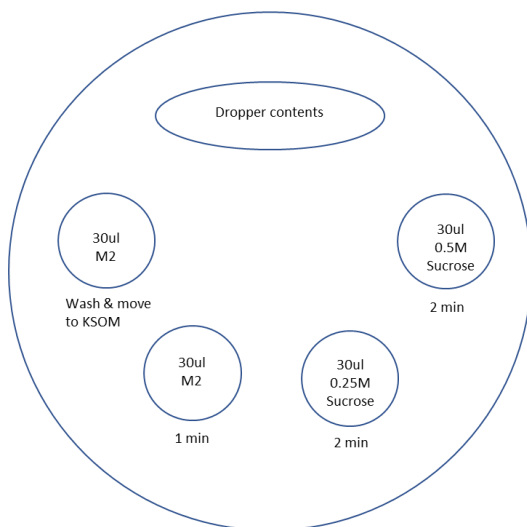 Dropper contents
30ul
M2
Wash & move
to KSOM
30ul
M2
1 min
30ul
0.25M
Sucrose
2 min
30ul
0.5M
Sucrose
2 min